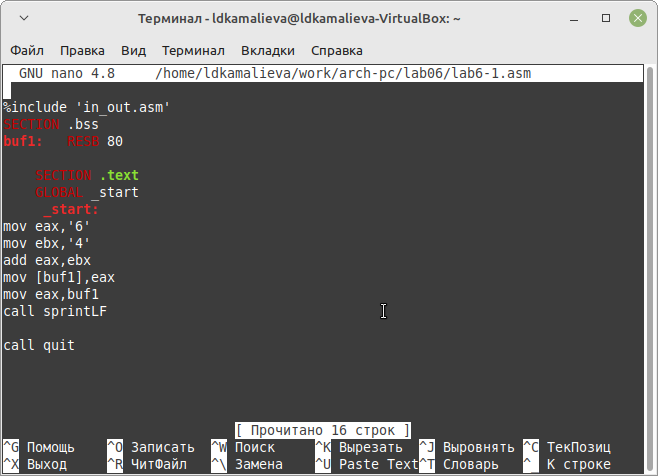 Терминал - ldkamalieva@ldkamalieva-VirtualBox: ~
Файл Правка Вид Терминал Вкладки Справка
GNU nano 4.8 /home/ldkamalieva/work/arch-pc/lab06/lab6-1.asm
%include 'in_out.asm'
SECTION .bss
buf1: RESB 80
SECTION .text
GLOBAL _start
_start:
mov eax,'6'
mov ebx,'4'
add eax,ebx
mov [buf1],eax
mov eax,buf1
call sprintLF
call quit
[ Прочитано 16 строк ]
^G Помощь ^O Записать ^W Поиск ^K Вырезать ^J Выровнять ^C ТекПозиц
^X Выход ^R ЧитФайл ^\ Замена ^U Paste Text ^T Словарь ^_ К строке